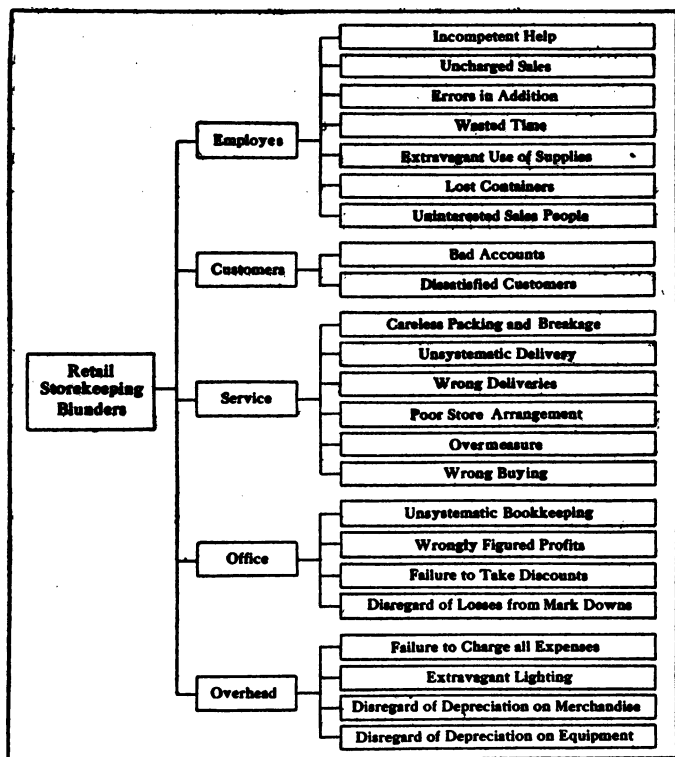 Retail
Storekeeping
Blunders
Employes
Incompetent Help
Uncharged Sales
Errors in Addition
Wasted Time
Extravagant Use of Supplies
Lost Containers
Uninterested Sales People
Customers
Bad Accounts
Dissatisfied Customers
Service
Careless Packing and Breakage
Unsystematic Delivery
Wrong Deliveries
Poor Store Arrangement
Overmeasure
Wrong Buying
Office
Unsystematic Bookkeeping
Wrongly Figured Profits
Failure to Take Discounts
Disregard of Losses from Mark Downs
Overhead
Failure to Charge all Expenses
Extravagant Lighting
Disregard of Depreciation on Merchandise
Disregard of Depreciation on Equipment